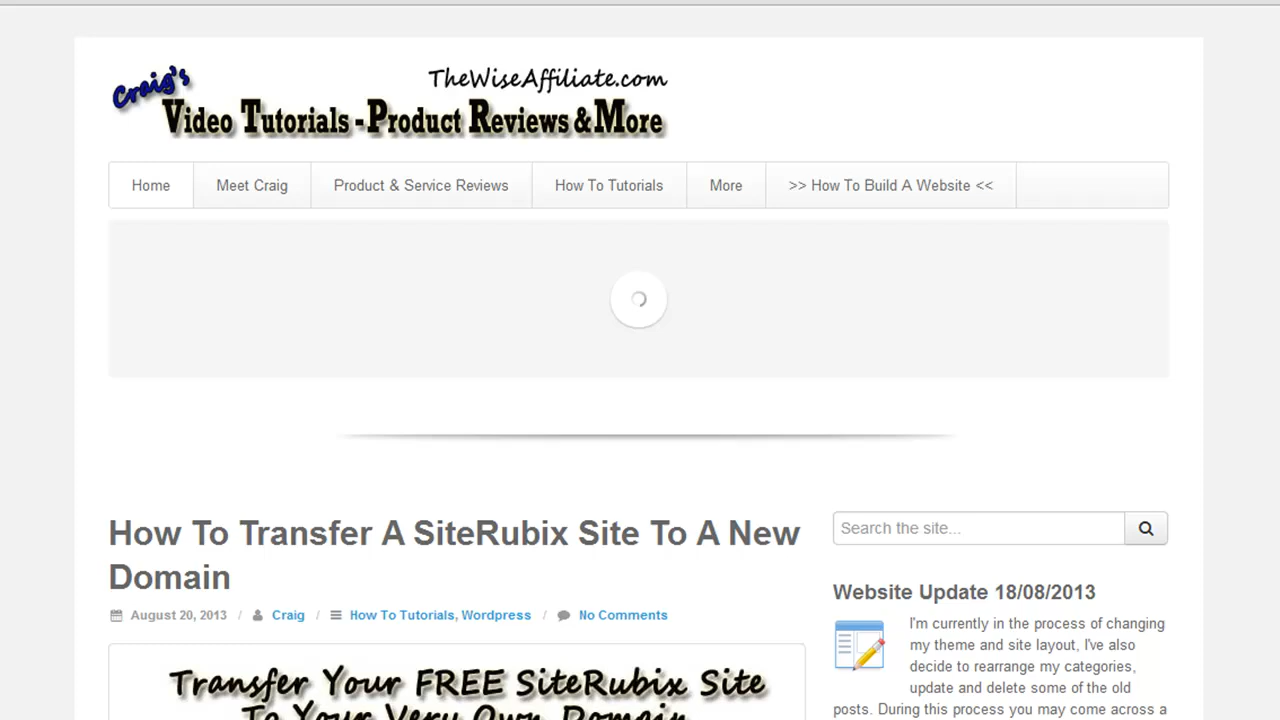 Craig's
TheWiseAffiliate.com
Video Tutorials - Product Reviews & More
Home
Meet Craig
Product & Service Reviews
How To Tutorials
More
>> How To Build A Website <<
How To Transfer A SiteRubix Site To A New
Domain
August 20, 2013 / Craig / How To Tutorials, Wordpress / No Comments
Transfer Your FREE SiteRubix Site
To Your Very Own Domain
Search the site...
Website Update 18/08/2013
I'm currently in the process of changing
my theme and site layout, I've also
decide to rearrange my categories,
update and delete some of the old
posts. During this process you may come across a